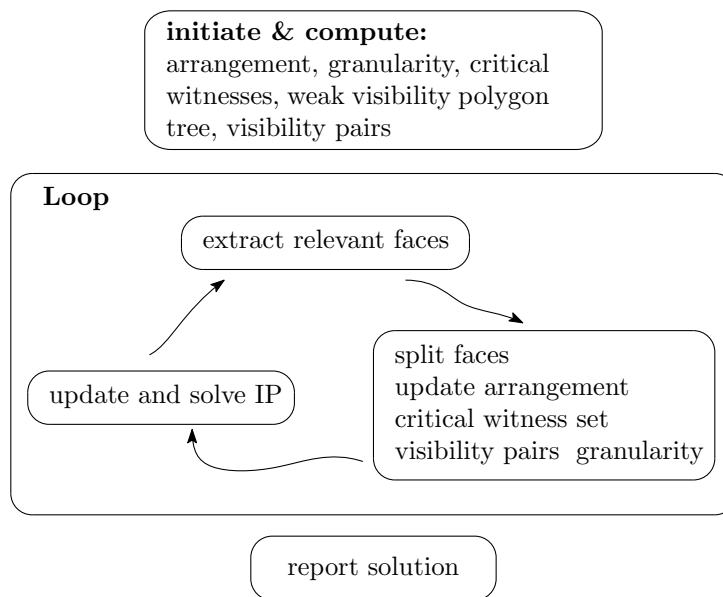 initiate & compute:
arrangement, granularity, critical
witnesses, weak visibility polygon
tree, visibility pairs
Loop
extract relevant faces
split faces
update arrangement
critical witness set
visibility pairs granularity
update and solve IP
report solution